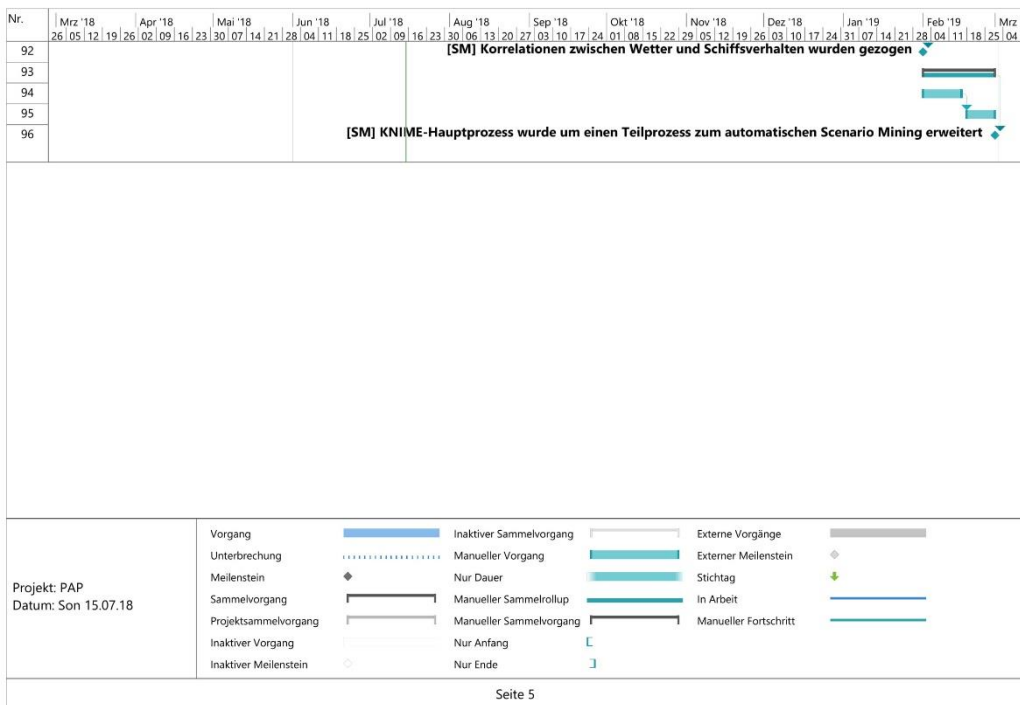 Nr.
Mrz '18 Apr '18 Mai '18 Jun '18 Jul '18 Aug '18 Sep '18 Okt '18 Nov '18 Dez '18 Jan '19 Feb '19 Mrz
26 05 12 19 26 02 09 16 23 30 07 14 21 28 04 11 18 25 02 09 16 23 30 06 13 20 27 03 10 17 24 01 08 15 22 29 05 12 19 26 03 10 17 24 31 07 14 21 28 04 11 18 25 04
92 [SM] Korrelationen zwischen Wetter und Schiffsverhalten wurden gezogen
93
94
95
96 [SM] KNIME-Hauptprozess wurde um einen Teilprozess zum automatischen Scenario Mining erweitert
Projekt: PAP
Datum: Son 15.07.18
Vorgang
Unterbrechung
Meilenstein
Sammelvorgang
Projektsammelvorgang
Inaktiver Vorgang
Inaktiver Meilenstein
Inaktiver Sammelvorgang
Manueller Vorgang
Nur Dauer
Manueller Sammelrollup
Manueller Sammelvorgang
Nur Anfang
Nur Ende
Externe Vorgänge
Externer Meilenstein
Stichtag
In Arbeit
Manueller Fortschritt
Seite 5